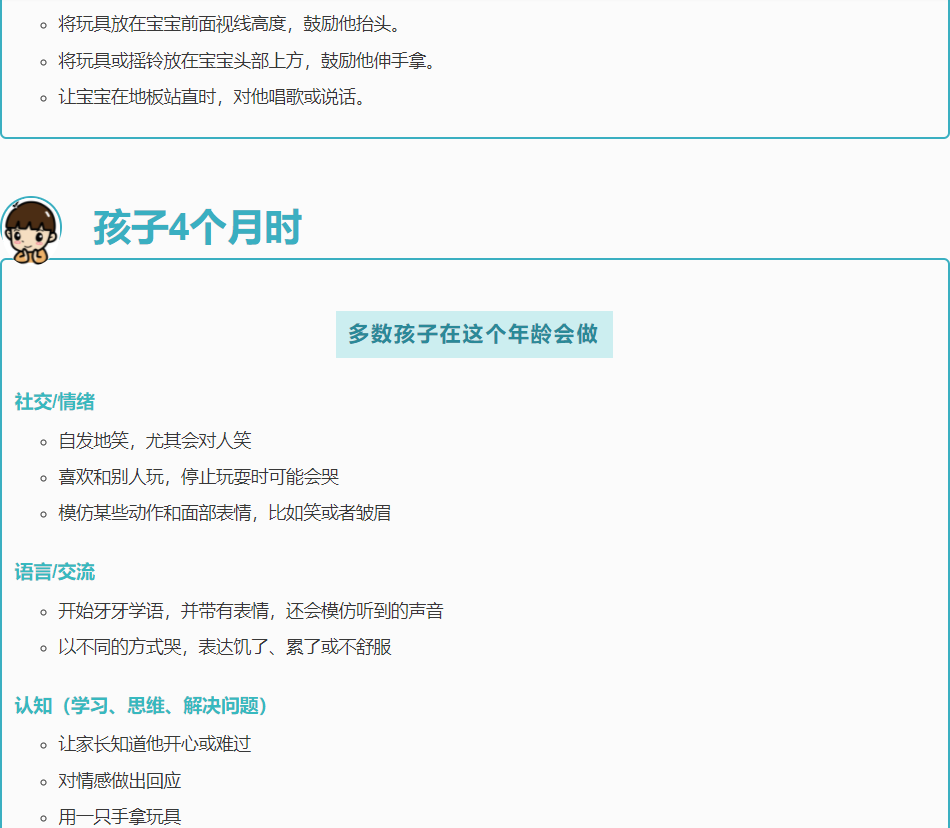 将玩具放在宝宝前面视线高度，鼓励他抬头。
将玩具或摇铃放在宝宝头部上方，鼓励他伸手拿。
让宝宝在地板站直时，对他唱歌或说话。
孩子4个月时
多数孩子在这个年龄会做
社交/情绪
自发地笑，尤其会对人笑
喜欢和别人玩，停止玩耍时可能会哭
模仿某些动作和面部表情，比如笑或者皱眉
语言/交流
开始牙牙学语，并带有表情，还会模仿听到的声音
以不同的方式哭，表达饥了、累了或不舒服
认知（学习、思维、解决问题）
让家长知道他开心或难过
对情感做出回应
用一只手拿玩具